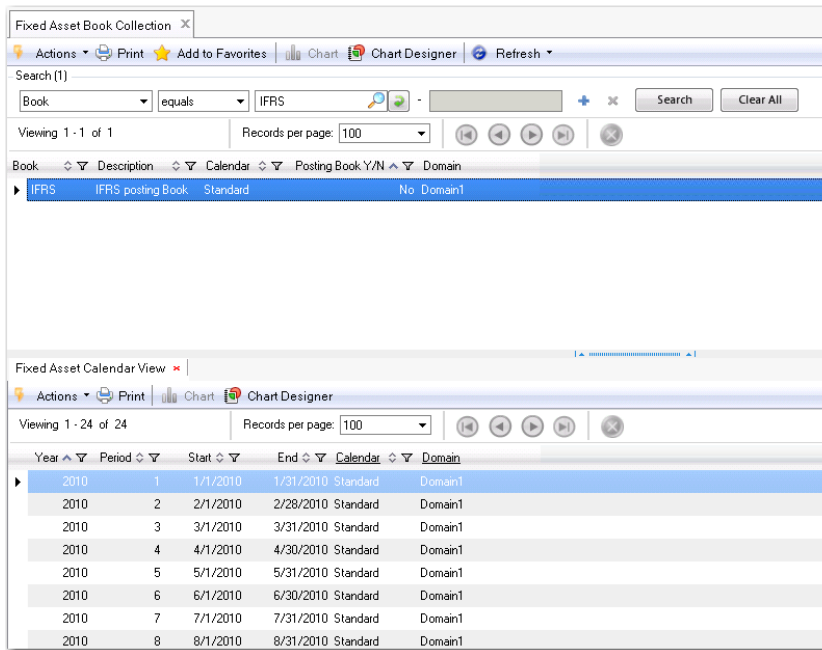 Fixed Asset Book Collection
Actions Print Add to Favorites Chart Chart Designer Refresh
Search (1)
Book equals IFRS - Search Clear All
Viewing 1 - 1 of 1 Records per page: 100
Book Description Calendar Posting Book Y/N Domain
IFRS IFRS posting Book Standard No Domain1
Fixed Asset Calendar View
Actions Print Chart Chart Designer
Viewing 1 - 24 of 24 Records per page: 100
Year Period Start End Calendar Domain
2010 1 1/1/2010 1/31/2010 Standard Domain1
2010 2 2/1/2010 2/28/2010 Standard Domain1
2010 3 3/1/2010 3/31/2010 Standard Domain1
2010 4 4/1/2010 4/30/2010 Standard Domain1
2010 5 5/1/2010 5/31/2010 Standard Domain1
2010 6 6/1/2010 6/30/2010 Standard Domain1
2010 7 7/1/2010 7/31/2010 Standard Domain1
2010 8 8/1/2010 8/31/2010 Standard Domain1